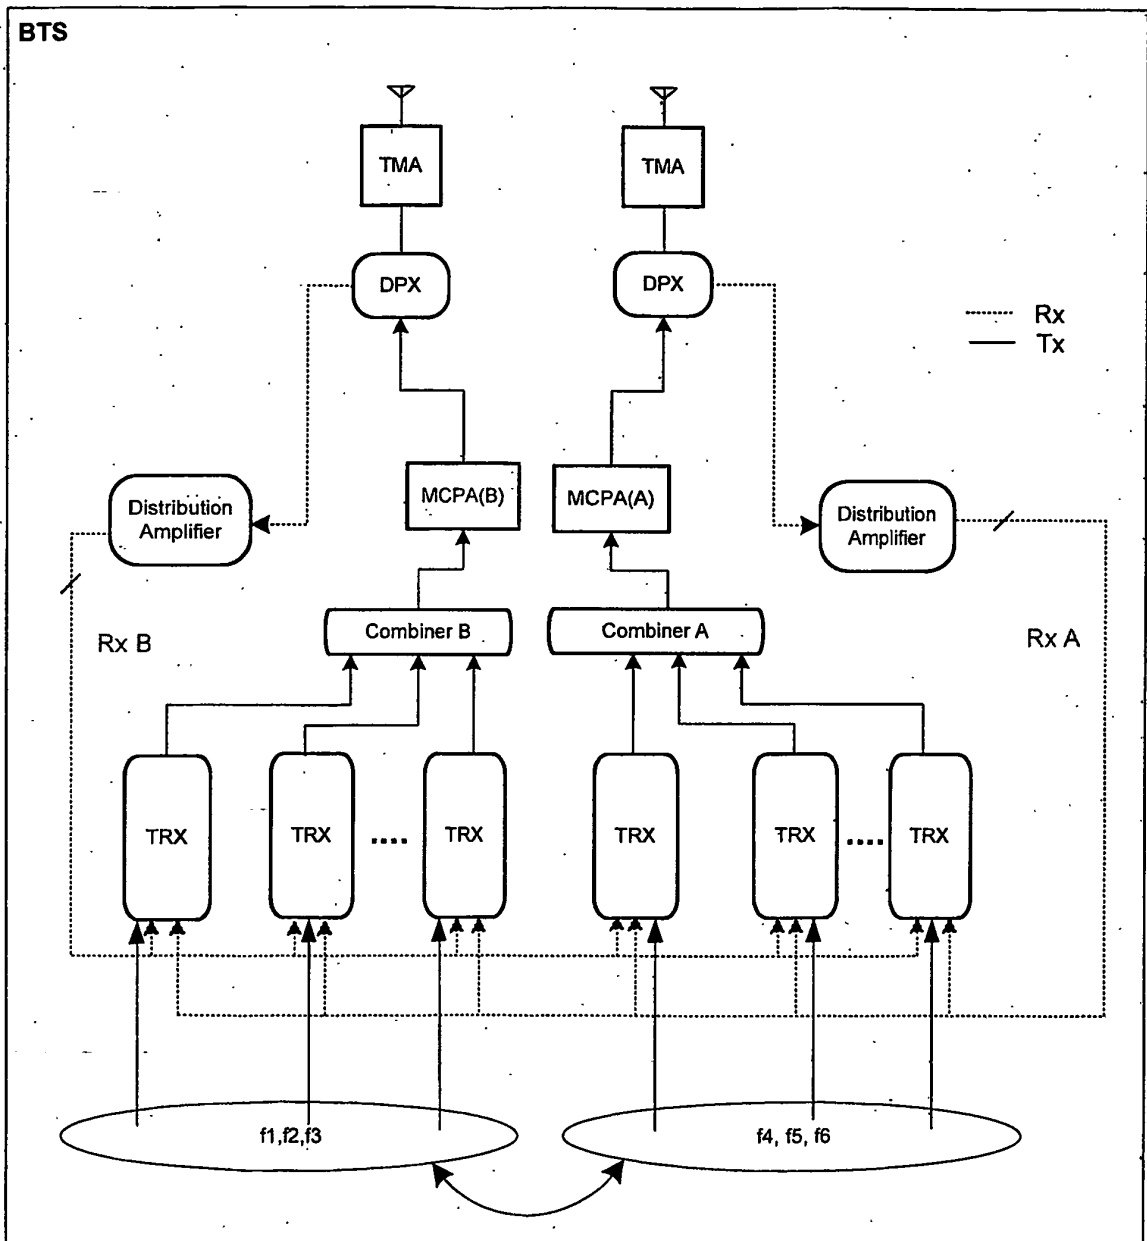 BTS
TMA
TMA
DPX
DPX
Rx
Tx
MCPA(B)
MCPA(A)
Distribution
Amplifier
Distribution
Amplifier
Combiner B
Combiner A
Rx B
Rx A
TRX
TRX
....
TRX
TRX
TRX
....
TRX
f1,f2,f3
f4, f5, f6